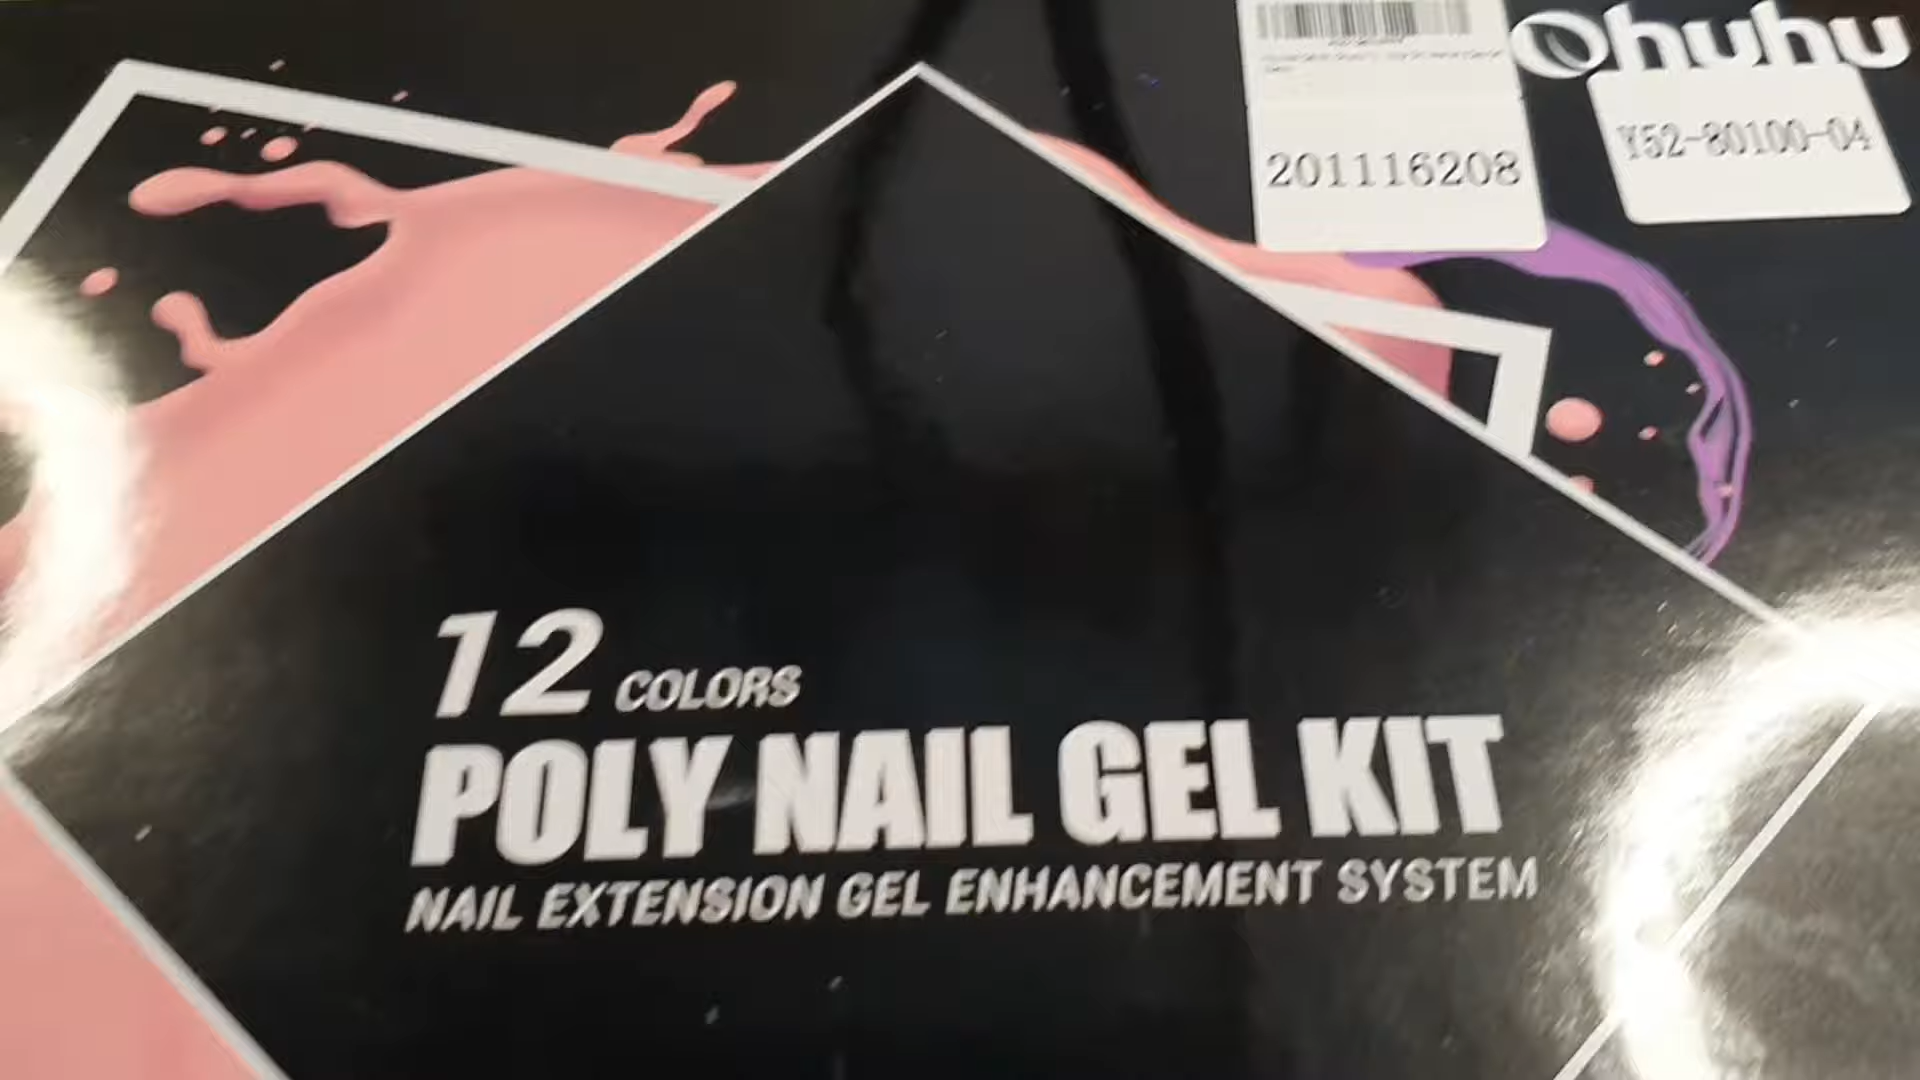 Ohuhu
Y52-80100-04
201116208
12 COLORS
POLY NAIL GEL KIT
NAIL EXTENSION GEL ENHANCEMENT SYSTEM